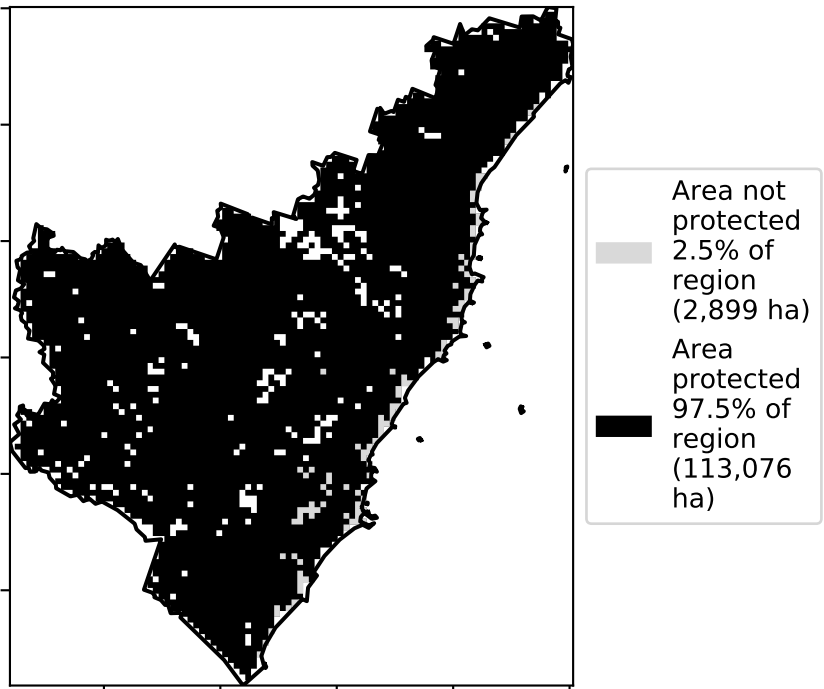 Area not
protected
2.5% of
region
(2,899 ha)
Area
protected
97.5% of
region
(113,076
ha)